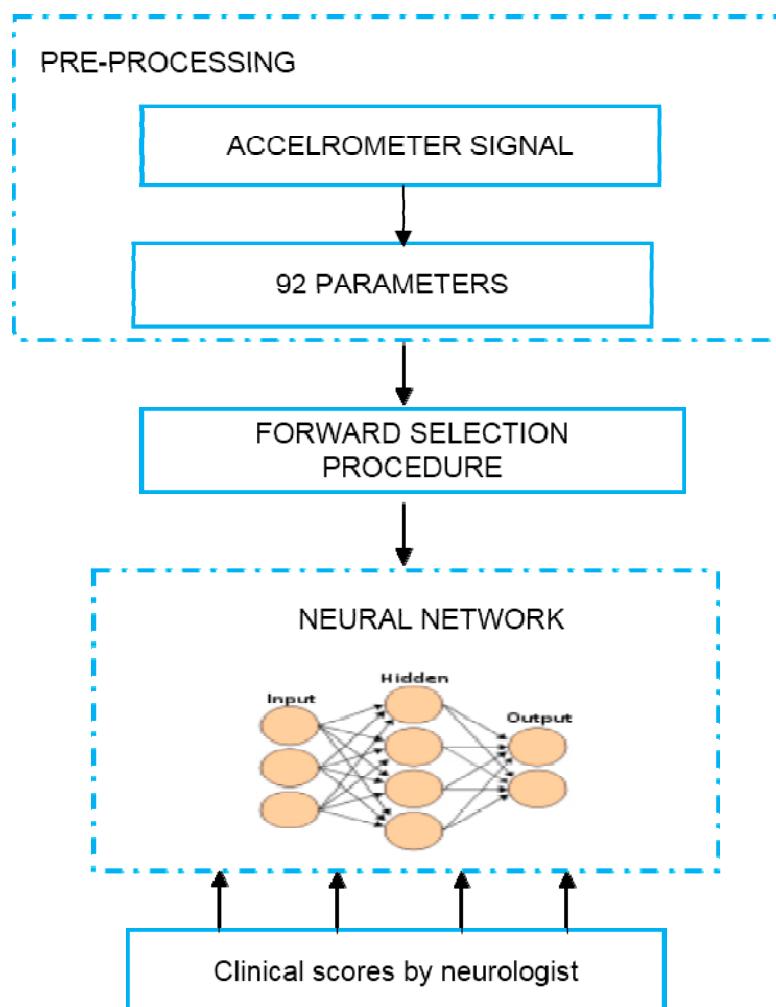 PRE-PROCESSING
ACCELROMETER SIGNAL
92 PARAMETERS
FORWARD SELECTION
PROCEDURE
NEURAL NETWORK
Hidden
Input
Output
Clinical scores by neurologist